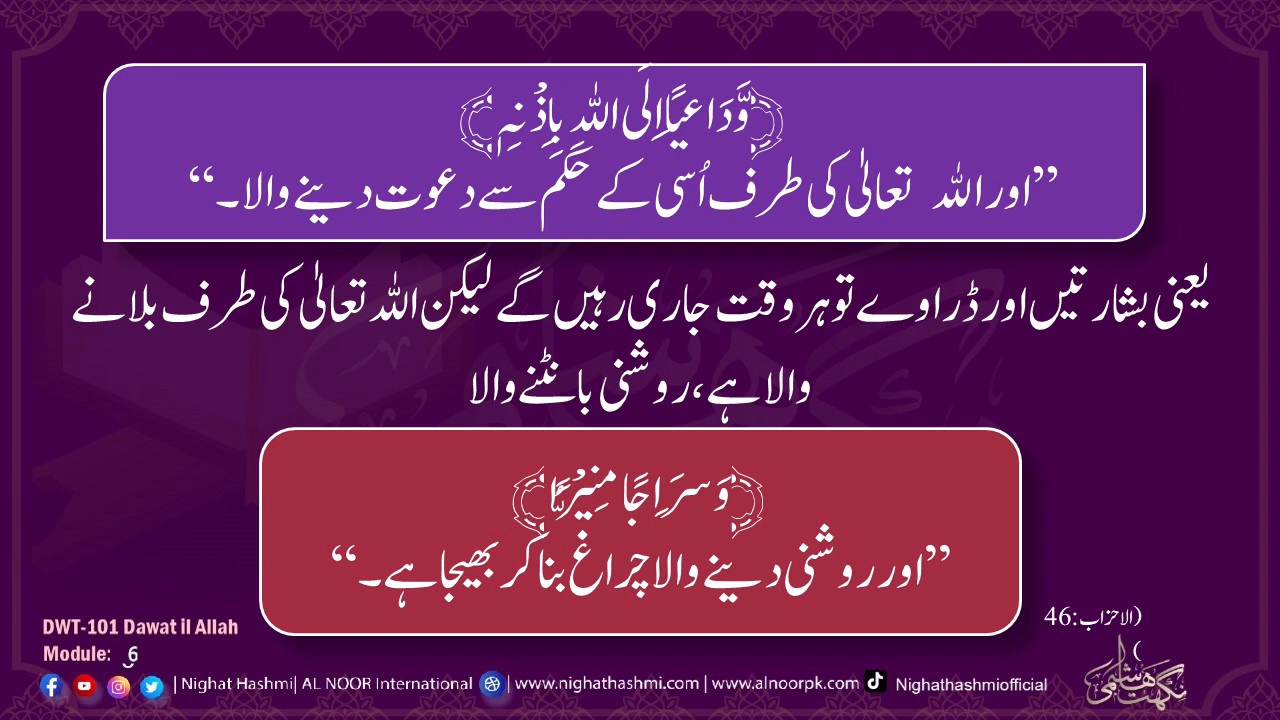 ﴿وَّدَاعِيًا اِلَى اللّٰهِ بِاِذْنِهٖ﴾
”اور اللہ تعالیٰ کی طرف اُسی کے حکم سے دعوت دینے والا۔“
یعنی بشارتیں اور ڈراوے تو ہر وقت جاری رہیں گے لیکن اللہ تعالیٰ کی طرف بلانے
والا ہے، روشنی بانٹنے والا
﴿وَسِرَاجًا مُّنِيْرًا﴾
”اور روشنی دینے والا چراغ بنا کر بھیجا ہے۔“
(الاحزاب:46)
DWT-101 Dawat il Allah
Module: 6
نگہت ہاشمی
| Nighat Hashmi| AL NOOR International | www.nighathashmi.com | www.alnoorpk.com Nighathashmiofficial